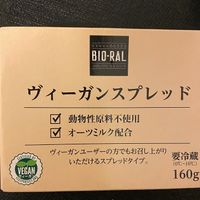 BIO-RAL
ヴィーガンスプレッド
動物性原料不使用
オーツミルク配合
ヴィーガンユーザーの方でもお召し上がり
いただけるスプレッドタイプ。
要冷蔵
160g
VEGAN